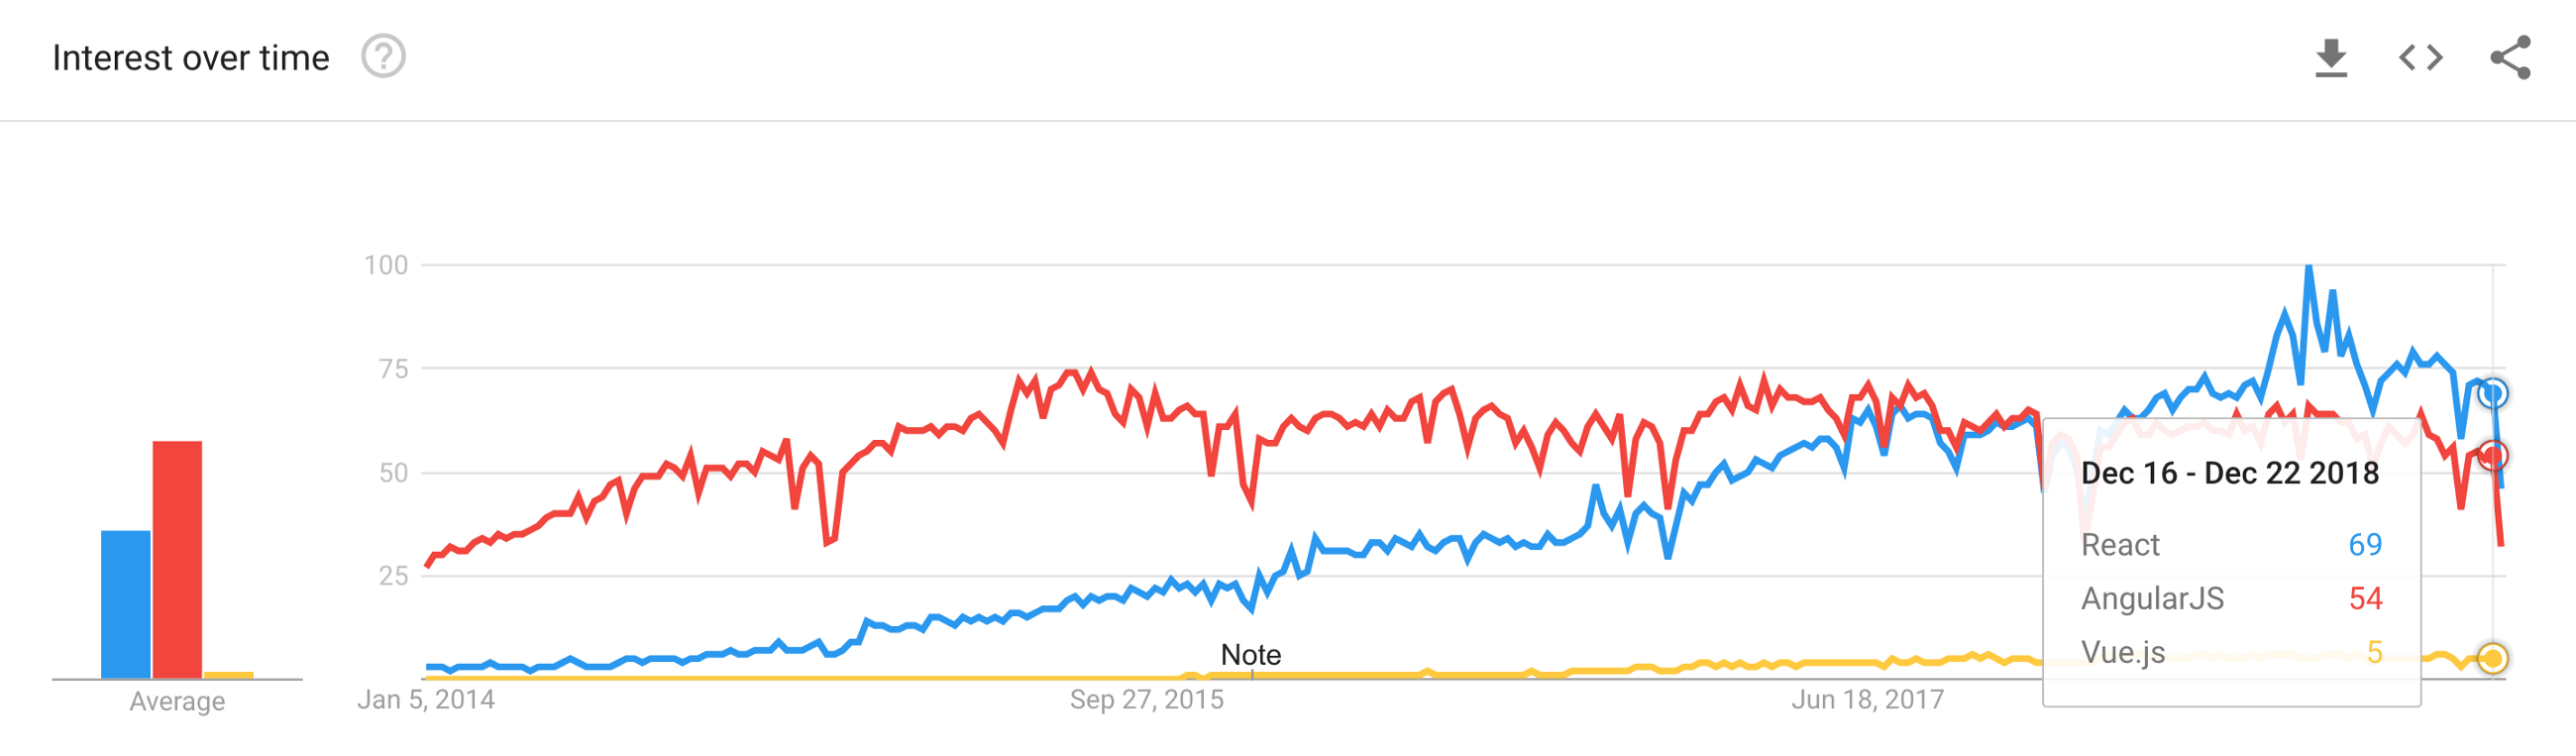 Interest over time ?
100
75
50
25
Note
Average
Jan 5, 2014
Sep 27, 2015
Jun 18, 2017
Dec 16 - Dec 22 2018
React 69
AngularJS 54
Vue.js 5